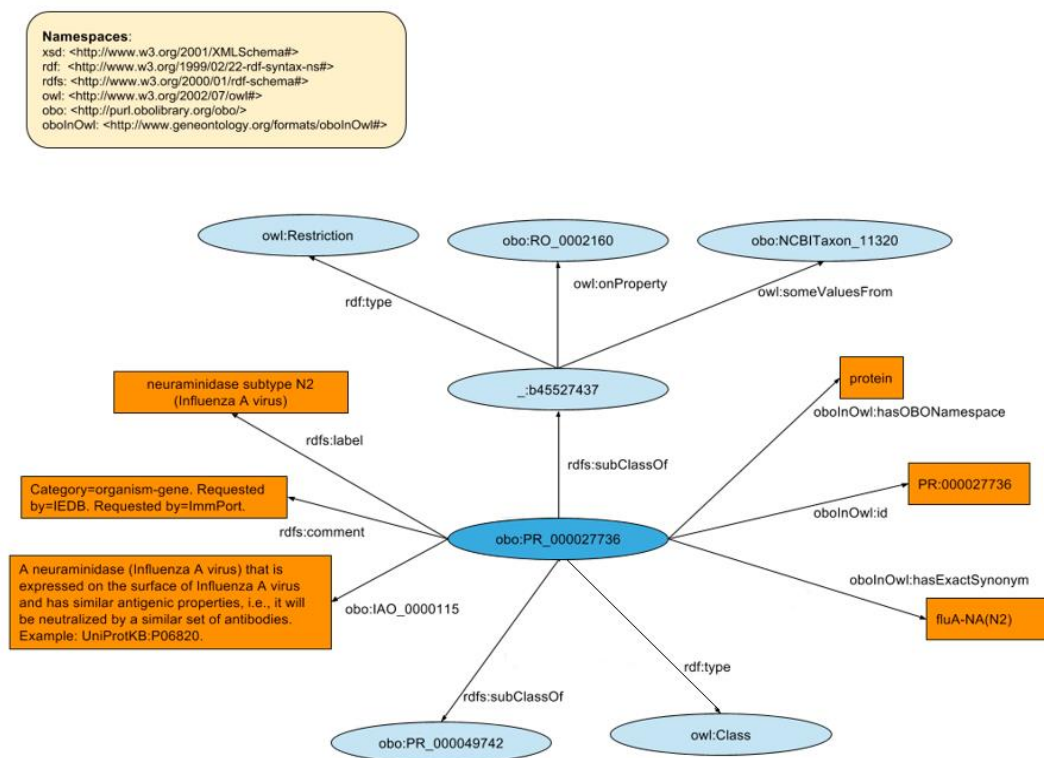 Namespaces:
xsd: <http://www.w3.org/2001/XMLSchema#>
rdf: <http://www.w3.org/1999/02/22-rdf-syntax-ns#>
rdfs: <http://www.w3.org/2000/01/rdf-schema#>
owl: <http://www.w3.org/2002/07/owl#>
obo: <http://purl.obolibrary.org/obo/>
oboInOwl: <http://www.geneontology.org/formats/oboInOwl#>
owl:Restriction
obo:RO_0002160
obo:NCBITaxon_11320
rdf:type
owl:onProperty
owl:someValuesFrom
neuraminidase subtype N2
(Influenza A virus)
_:b45527437
protein
oboInOwl:hasOBONamespace
rdfs:label
rdfs:subClassOf
Category=organism-gene. Requested
by=IEDB. Requested by=ImmPort.
PR:000027736
oboInOwl:id
rdfs:comment
obo:PR_000027736
A neuraminidase (Influenza A virus) that is
expressed on the surface of Influenza A virus
and has similar antigenic properties, i.e., it will
be neutralized by a similar set of antibodies.
Example: UniProtKB:P06820.
obo:IAO_0000115
oboInOwl:hasExactSynonym
fluA-NA(N2)
rdfs:subClassOf
rdf:type
obo:PR_000049742
owl:Class